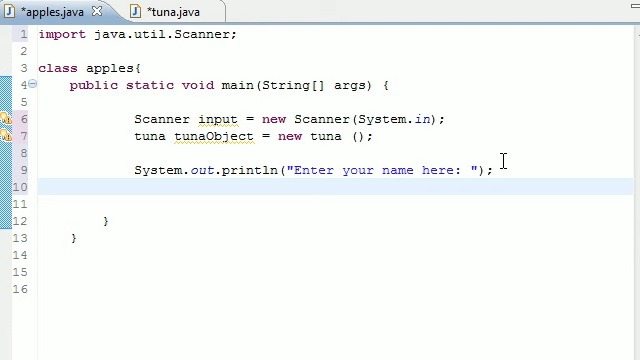 *apples.java *tuna.java
1 import java.util.Scanner;
2
3 class apples{
4 public static void main(String[] args) {
5
6 Scanner input = new Scanner(System.in);
7 tuna tunaObject = new tuna ();
8
9 System.out.println("Enter your name here: ");
10
11
12 }
13 }
14
15
16